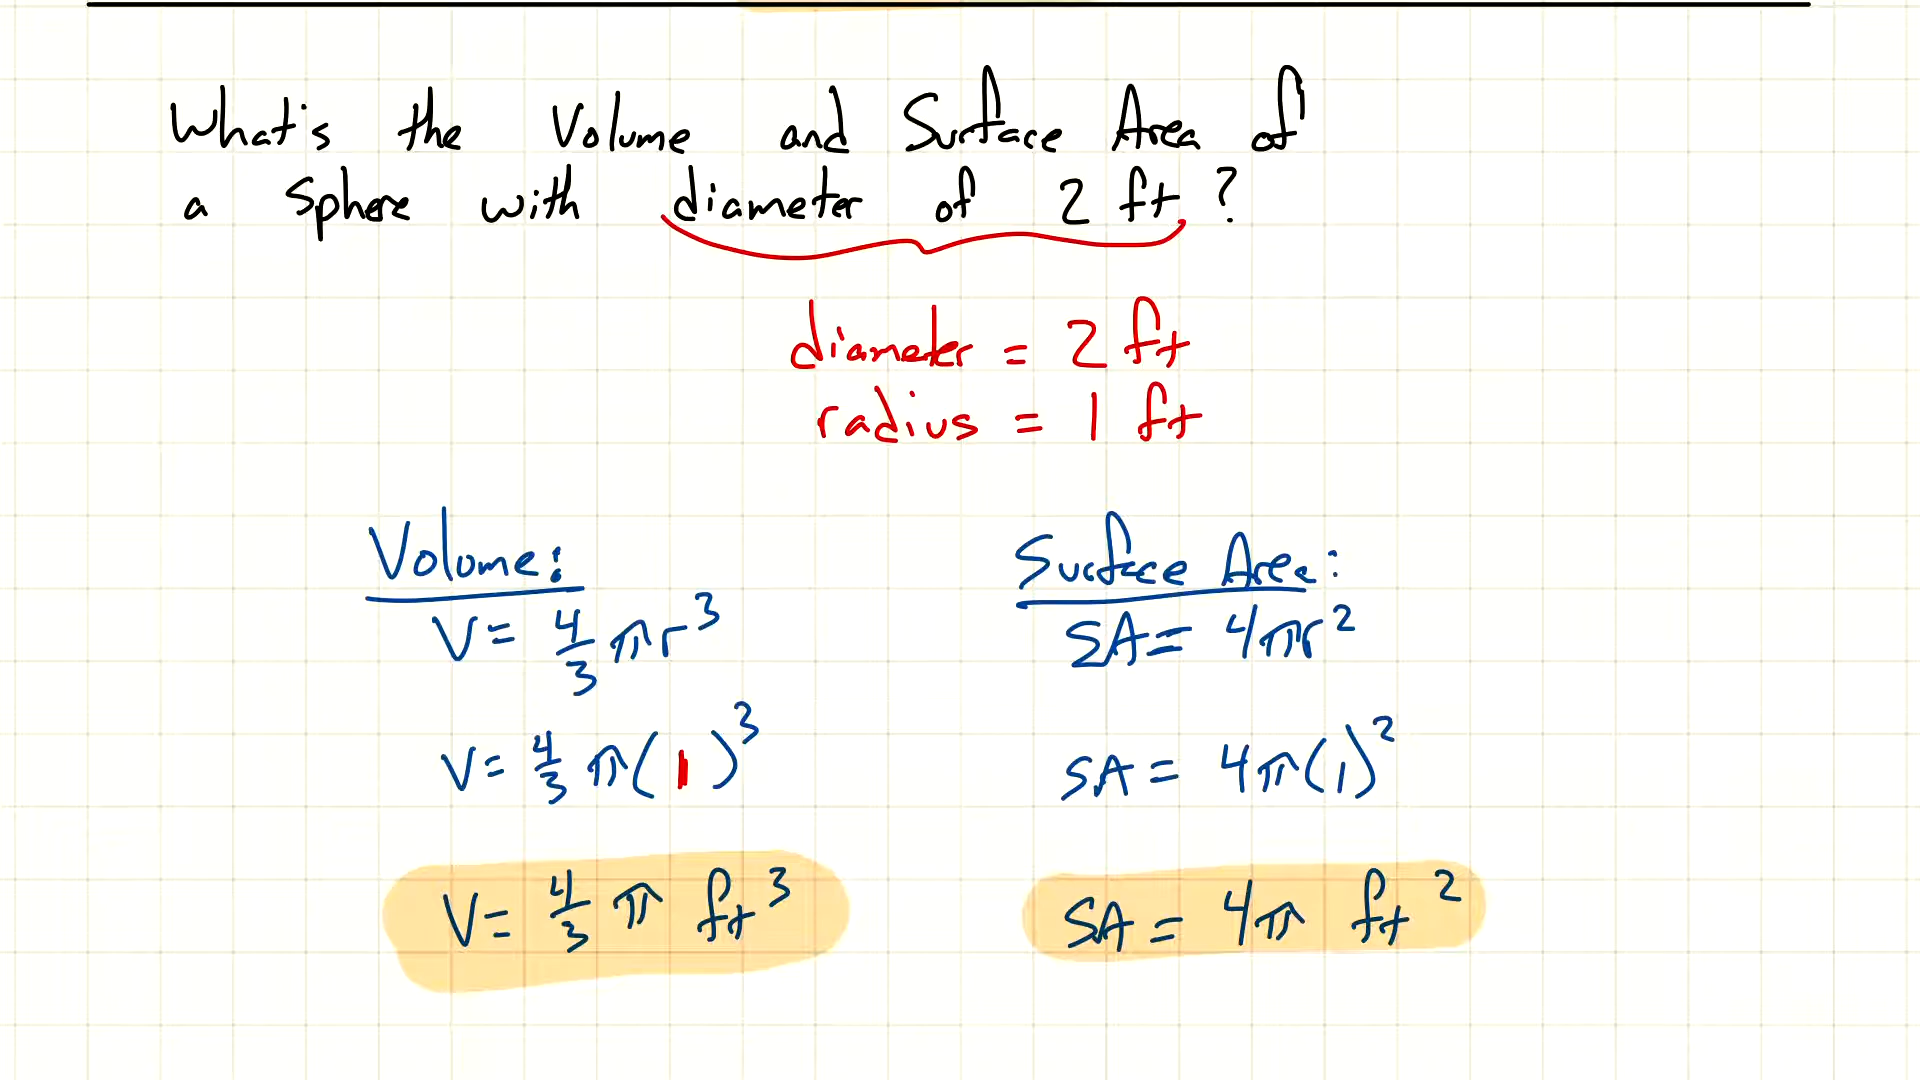 What's the Volume and Surface Area of
a Sphere with diameter of 2 ft?
diameter = 2 ft
radius = 1 ft
Volume:
V = 4/3 πr³
V = 4/3 π(1)³
V = 4/3 π ft³
Surface Area:
SA = 4πr²
SA = 4π(1)²
SA = 4π ft²